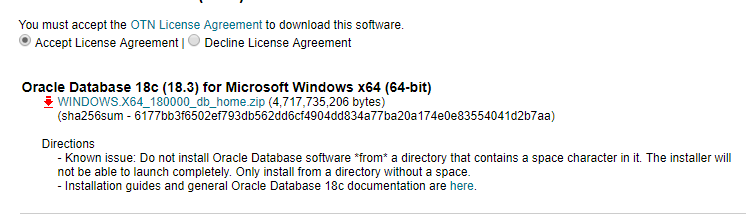 You must accept the OTN License Agreement to download this software.
Accept License Agreement | Decline License Agreement
Oracle Database 18c (18.3) for Microsoft Windows x64 (64-bit)
WINDOWS.X64_180000_db_home.zip (4,717,735,206 bytes)
(sha256sum - 6177bb3f6502ef793db562dd6cf4904dd834a77ba20a174e0e83554041d2b7aa)
Directions
- Known issue: Do not install Oracle Database software *from* a directory that contains a space character in it. The installer will
not be able to launch completely. Only install from a directory without a space.
- Installation guides and general Oracle Database 18c documentation are here.